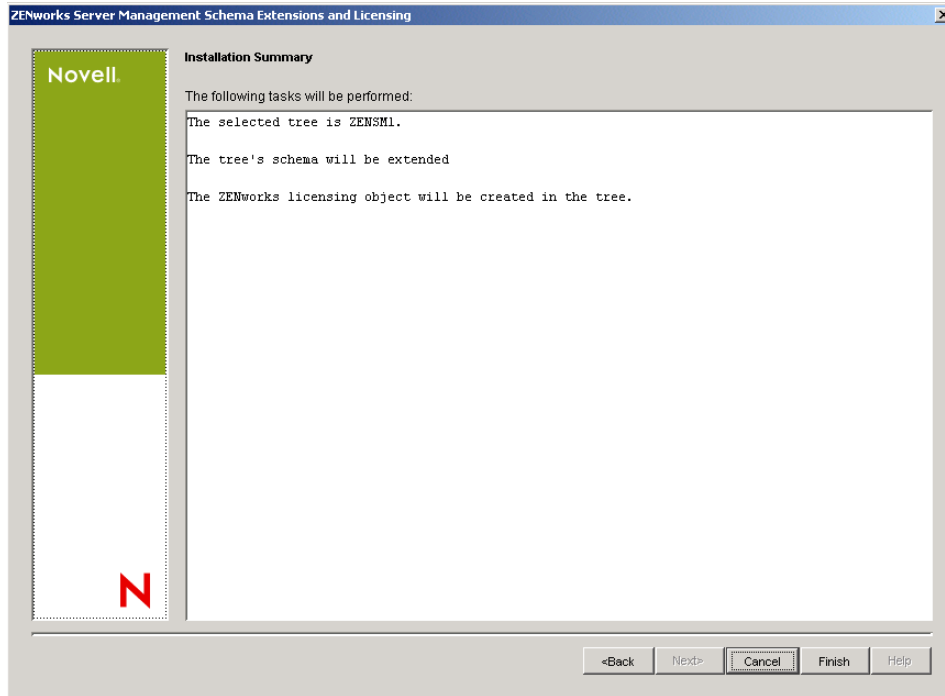 ZENworks Server Management Schema Extensions and Licensing
Novell.
Installation Summary
The following tasks will be performed:
The selected tree is ZENSM1.
The tree's schema will be extended
The ZENworks licensing object will be created in the tree.
N
<Back
Next>
Cancel
Finish
Help